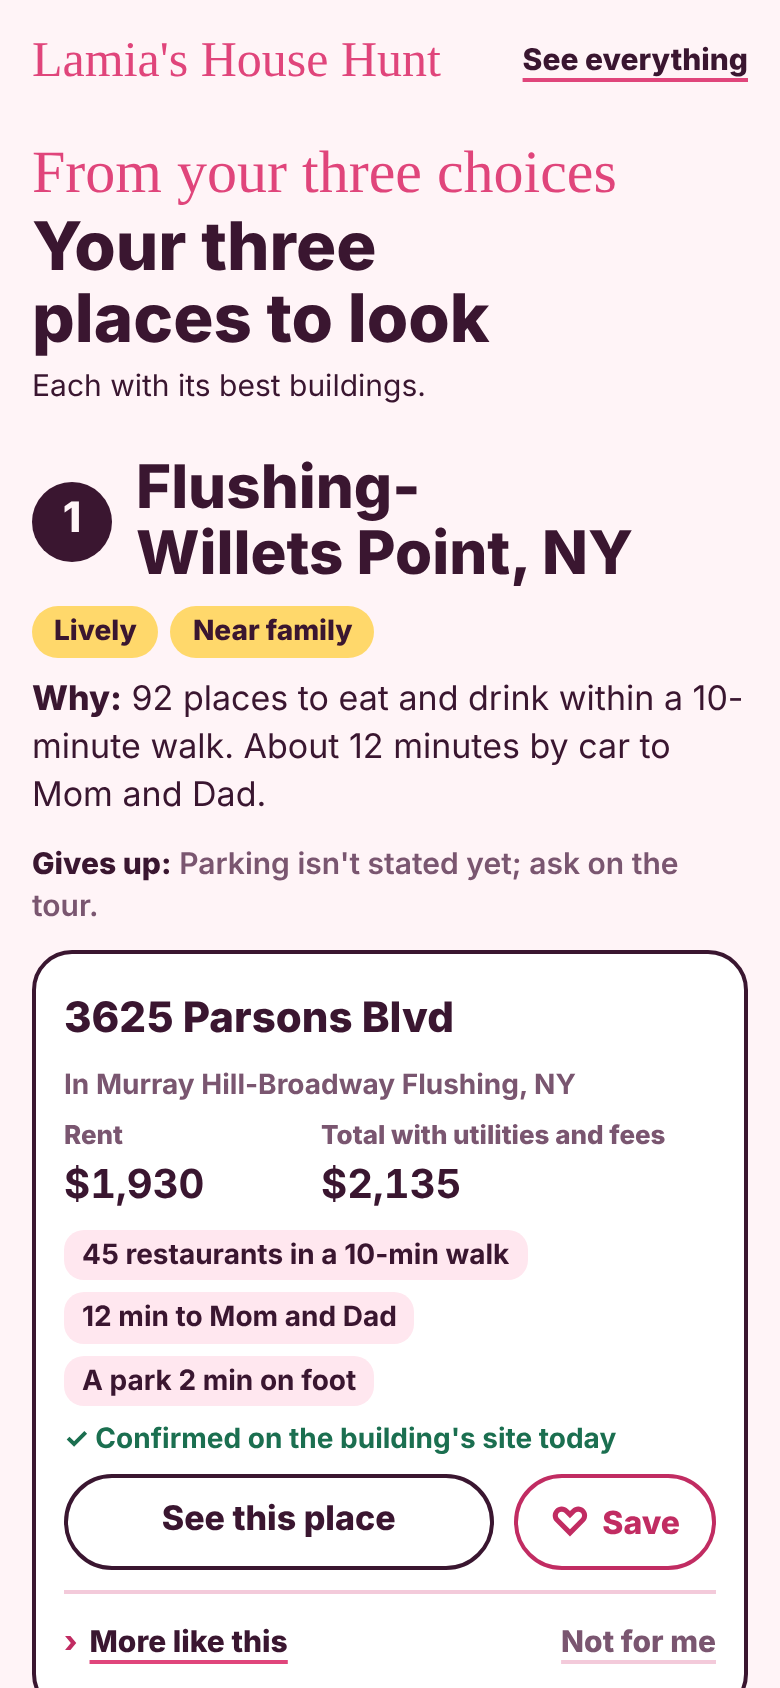 Lamia's House Hunt
See everything
From your three choices
Your three
places to look
Each with its best buildings.
1
Flushing-
Willets Point, NY
Lively
Near family
Why: 92 places to eat and drink within a 10-
minute walk. About 12 minutes by car to
Mom and Dad.
Gives up: Parking isn't stated yet; ask on the
tour.
3625 Parsons Blvd
In Murray Hill-Broadway Flushing, NY
Rent
Total with utilities and fees
$1,930
$2,135
45 restaurants in a 10-min walk
12 min to Mom and Dad
A park 2 min on foot
✓ Confirmed on the building's site today
See this place
♡ Save
› More like this
Not for me